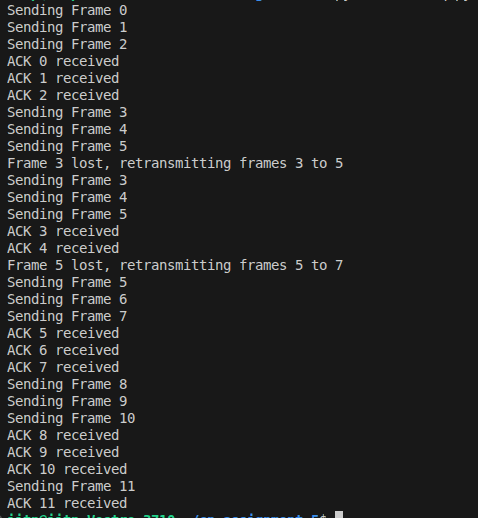 Sending Frame 0
Sending Frame 1
Sending Frame 2
ACK 0 received
ACK 1 received
ACK 2 received
Sending Frame 3
Sending Frame 4
Sending Frame 5
Frame 3 lost, retransmitting frames 3 to 5
Sending Frame 3
Sending Frame 4
Sending Frame 5
ACK 3 received
ACK 4 received
Frame 5 lost, retransmitting frames 5 to 7
Sending Frame 5
Sending Frame 6
Sending Frame 7
ACK 5 received
ACK 6 received
ACK 7 received
Sending Frame 8
Sending Frame 9
Sending Frame 10
ACK 8 received
ACK 9 received
ACK 10 received
Sending Frame 11
ACK 11 received